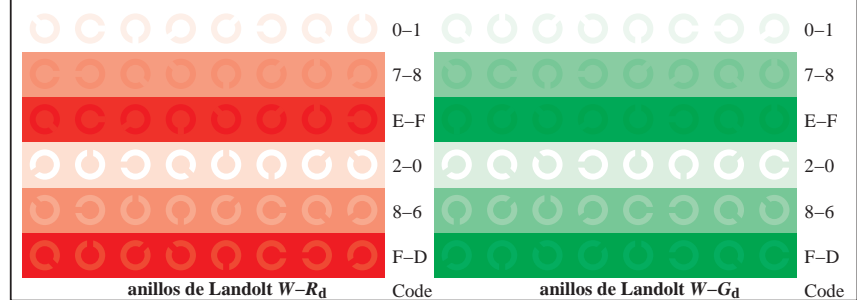 0–1 0–1
7–8 7–8
E–F E–F
2–0 2–0
8–6 8–6
F–D F–D
anillos de Landolt W–Rd Code anillos de Landolt W–Gd Code